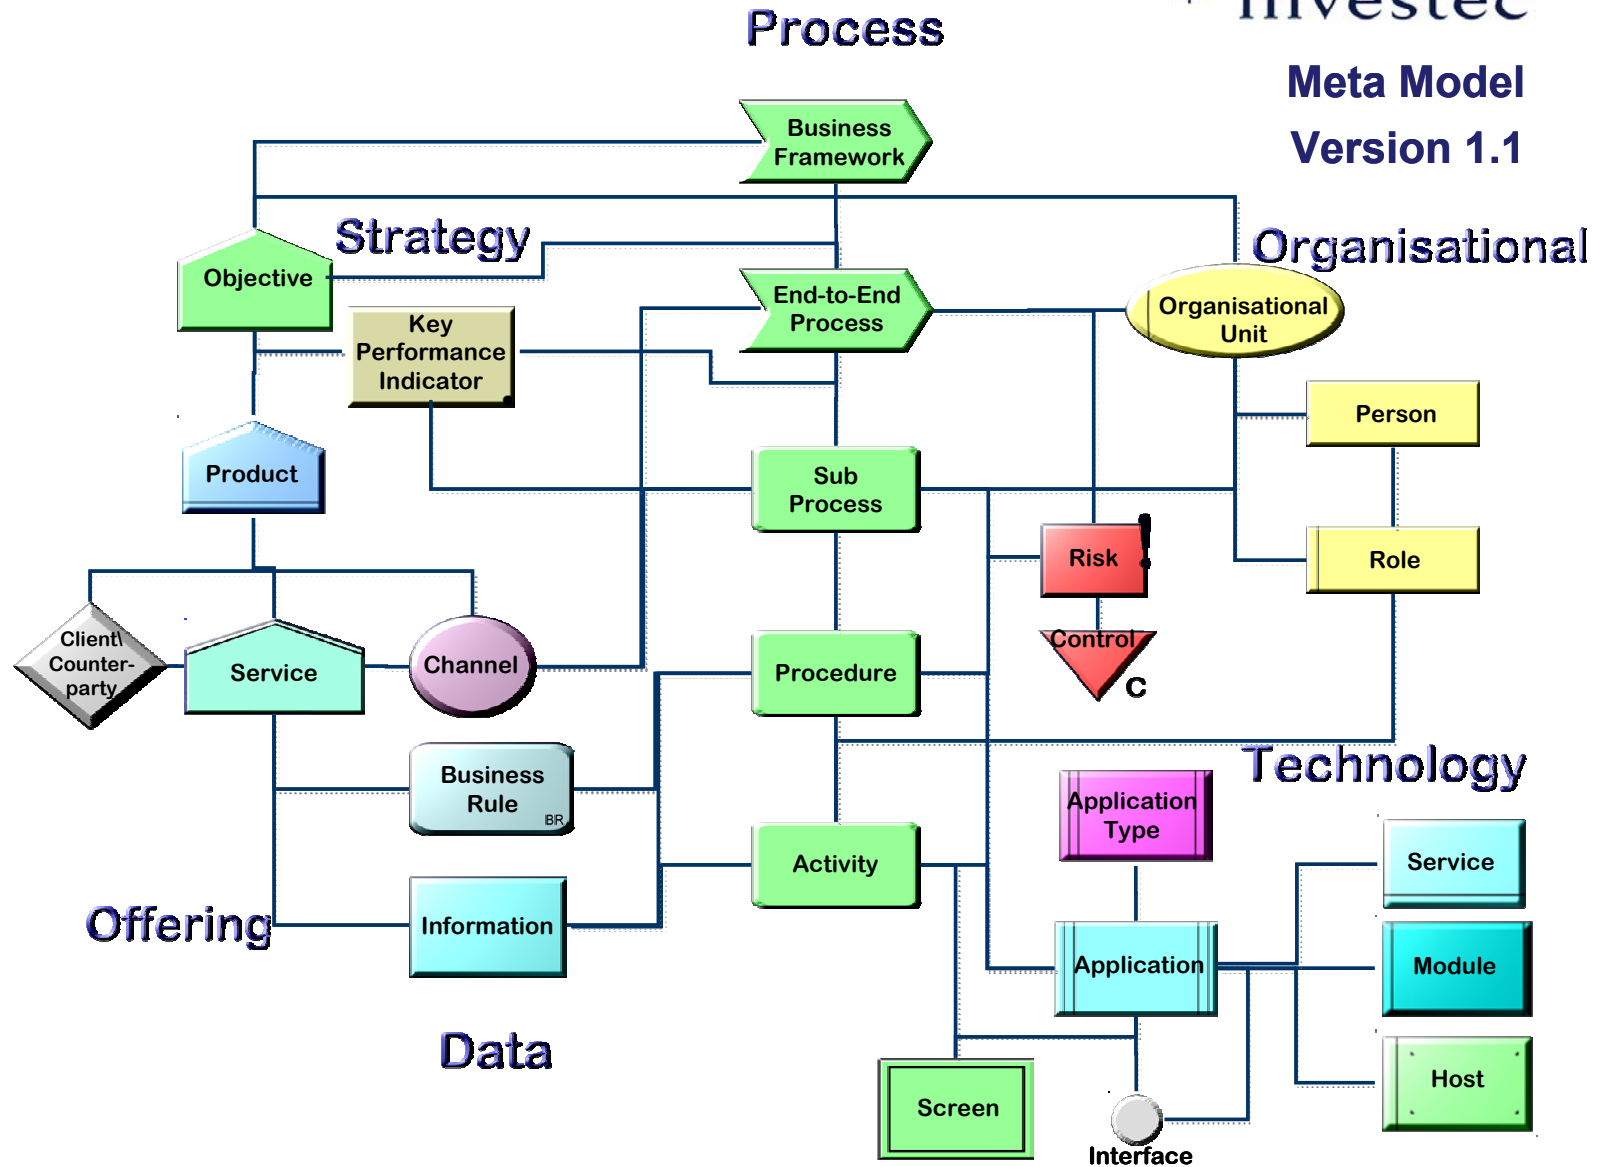 Process
investec
Meta Model
Version 1.1
Business
Framework
Strategy
Organisational
Objective
End-to-End
Process
Organisational
Unit
Key
Performance
Indicator
Person
Product
Sub
Process
Risk
!
Role
Client\
Counter-
party
Service
Channel
Procedure
Control
C
Business
Rule
BR
Technology
Application
Type
Activity
Service
Offering
Information
Application
Module
Data
Screen
Host
Interface